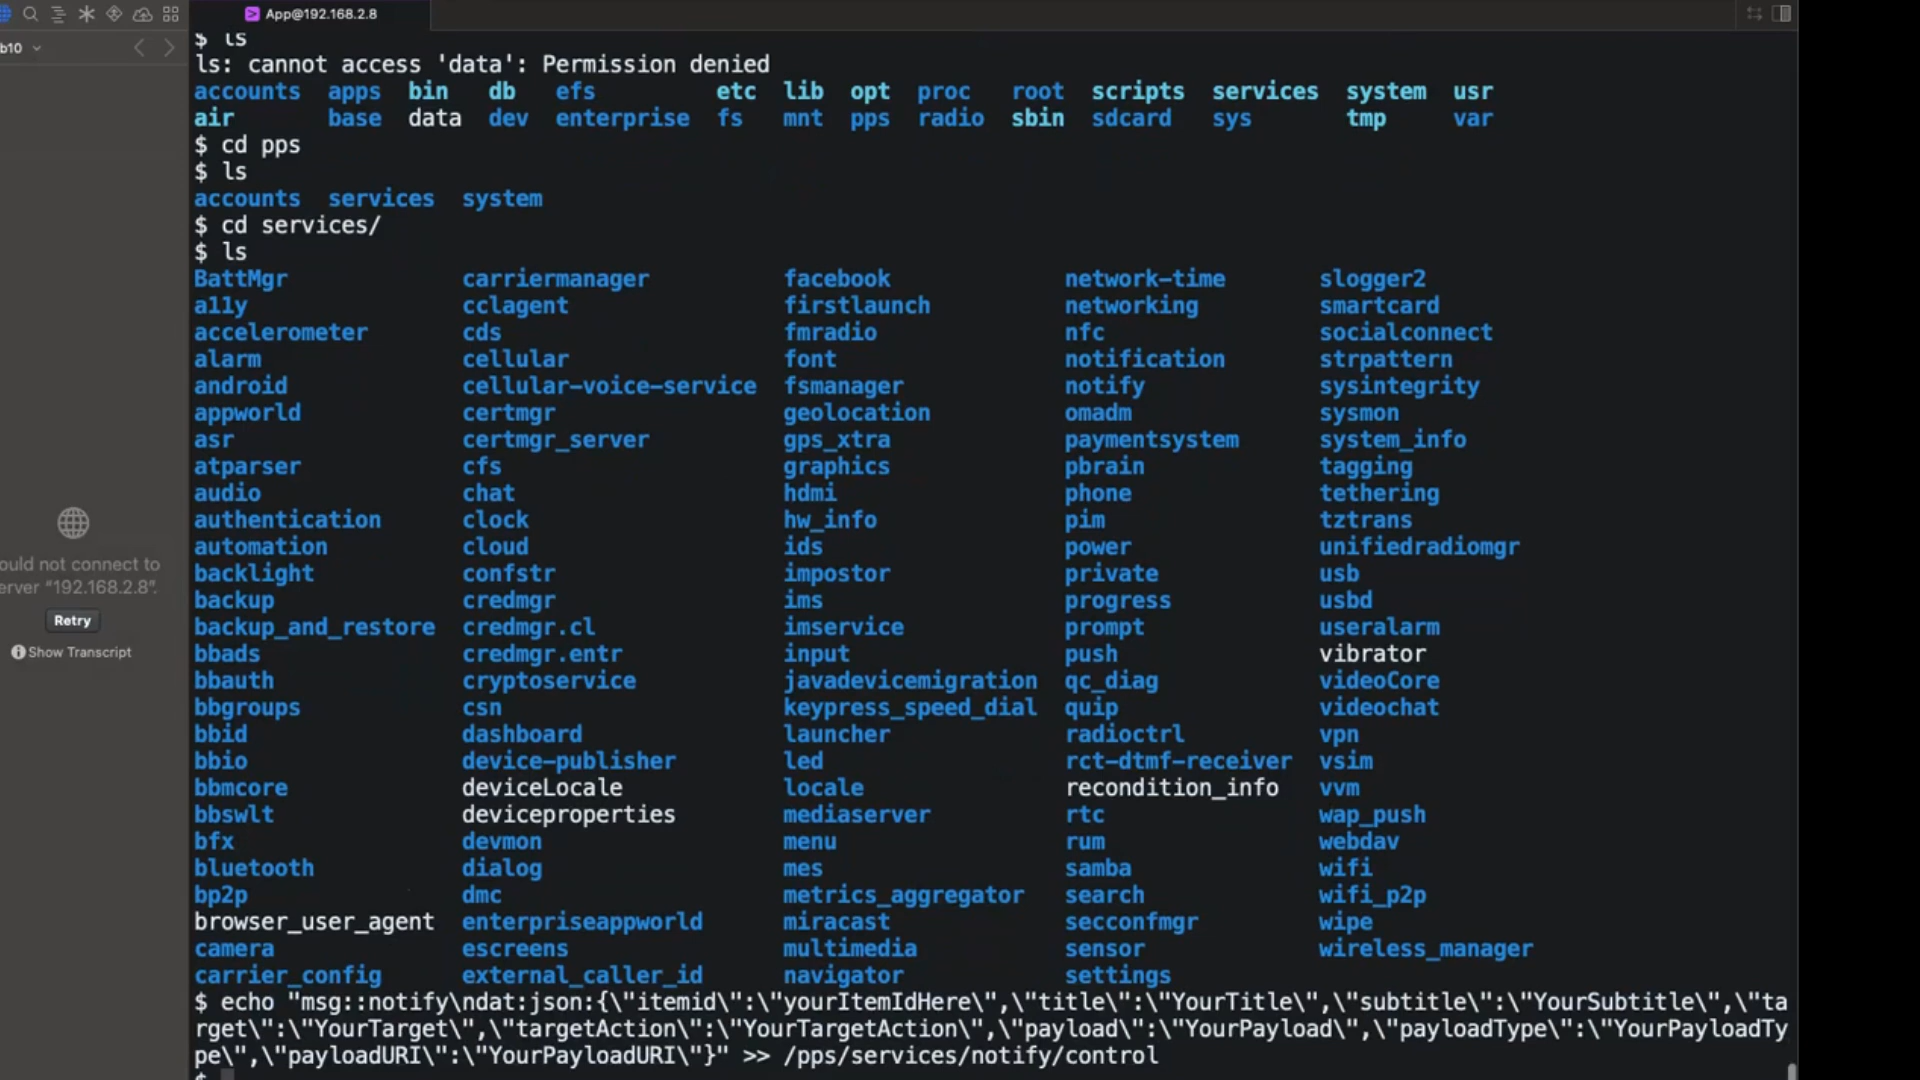 App@192.168.2.8
b10
$ ls
ls: cannot access 'data': Permission denied
accounts apps bin db efs etc lib opt proc root scripts services system usr
air base data dev enterprise fs mnt pps radio sbin sdcard sys tmp var
$ cd pps
$ ls
accounts services system
$ cd services/
$ ls
BattMgr carriermanager facebook network-time slogger2
a11y cclagent firstlaunch networking smartcard
accelerometer cds fmradio nfc socialconnect
alarm cellular font notification strpattern
android cellular-voice-service fsmanager notify sysintegrity
appworld certmgr geolocation omadm sysmon
asr certmgr_server gps_xtra paymentsystem system_info
atparser cfs graphics pbrain tagging
audio chat hdmi phone tethering
authentication clock hw_info pim tztrans
automation cloud ids power unifiedradiomgr
backlight confstr impostor private usb
backup credmgr ims progress usbd
backup_and_restore credmgr.cl imservice prompt useralarm
bbads credmgr.entr input push vibrator
bbauth cryptoservice javadevicemigration qc_diag videoCore
bbgroups csn keypress_speed_dial quip videochat
bbid dashboard launcher radioctrl vpn
bbio device-publisher led rct-dtmf-receiver vsim
bbmcore deviceLocale locale recondition_info vvm
bbswlt deviceproperties mediaserver rtc wap_push
bfx devmon menu rum webdav
bluetooth dialog mes samba wifi
bp2p dmc metrics_aggregator search wifi_p2p
browser_user_agent enterpriseappworld miracast secconfmgr wipe
camera escreens multimedia sensor wireless_manager
carrier_config external_caller_id navigator settings
$ echo "msg::notify\ndat:json:{\"itemid\":\"yourItemIdHere\",\"title\":\"YourTitle\",\"subtitle\":\"YourSubtitle\",\"ta
rget\":\"YourTarget\",\"targetAction\":\"YourTargetAction\",\"payload\":\"YourPayload\",\"payloadType\":\"YourPayloadTy
pe\",\"payloadURI\":\"YourPayloadURI\"}" >> /pps/services/notify/control
$
ould not connect to
erver “192.168.2.8”.
Retry
Show Transcript